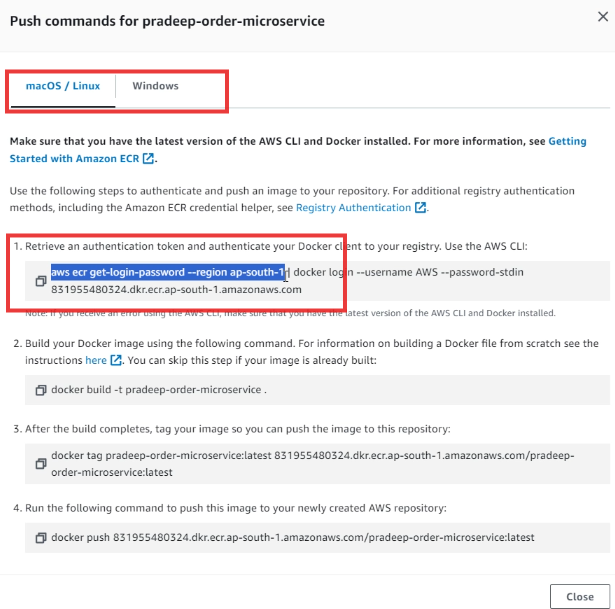 Push commands for pradeep-order-microservice
macOS / Linux
Windows
Make sure that you have the latest version of the AWS CLI and Docker installed. For more information, see Getting
Started with Amazon ECR.
Use the following steps to authenticate and push an image to your repository. For additional registry authentication
methods, including the Amazon ECR credential helper, see Registry Authentication.
1. Retrieve an authentication token and authenticate your Docker client to your registry. Use the AWS CLI:
aws ecr get-login-password --region ap-south-1 | docker login --username AWS --password-stdin
831955480324.dkr.ecr.ap-south-1.amazonaws.com
Note: If you receive an error using the AWS CLI, make sure that you have the latest version of the AWS CLI and Docker installed.
2. Build your Docker image using the following command. For information on building a Docker file from scratch see the
instructions here. You can skip this step if your image is already built:
docker build -t pradeep-order-microservice .
3. After the build completes, tag your image so you can push the image to this repository:
docker tag pradeep-order-microservice:latest 831955480324.dkr.ecr.ap-south-1.amazonaws.com/pradeep-
order-microservice:latest
4. Run the following command to push this image to your newly created AWS repository:
docker push 831955480324.dkr.ecr.ap-south-1.amazonaws.com/pradeep-order-microservice:latest
Close